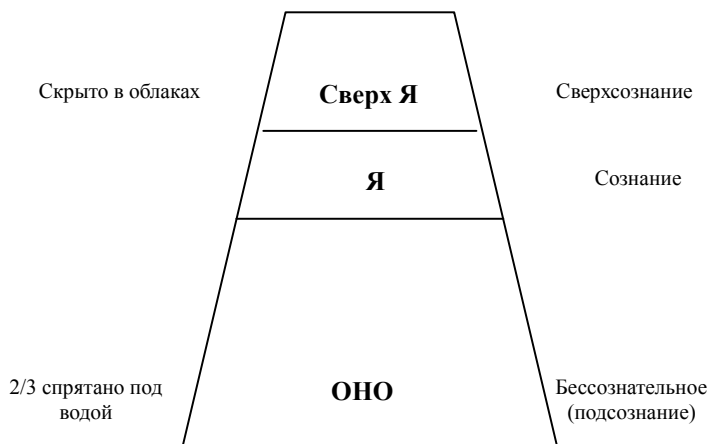 Скрыто в облаках
Сверх Я
Сверхсознание
Я
Сознание
2/3 спрятано под
водой
ОНО
Бессознательное
(подсознание)